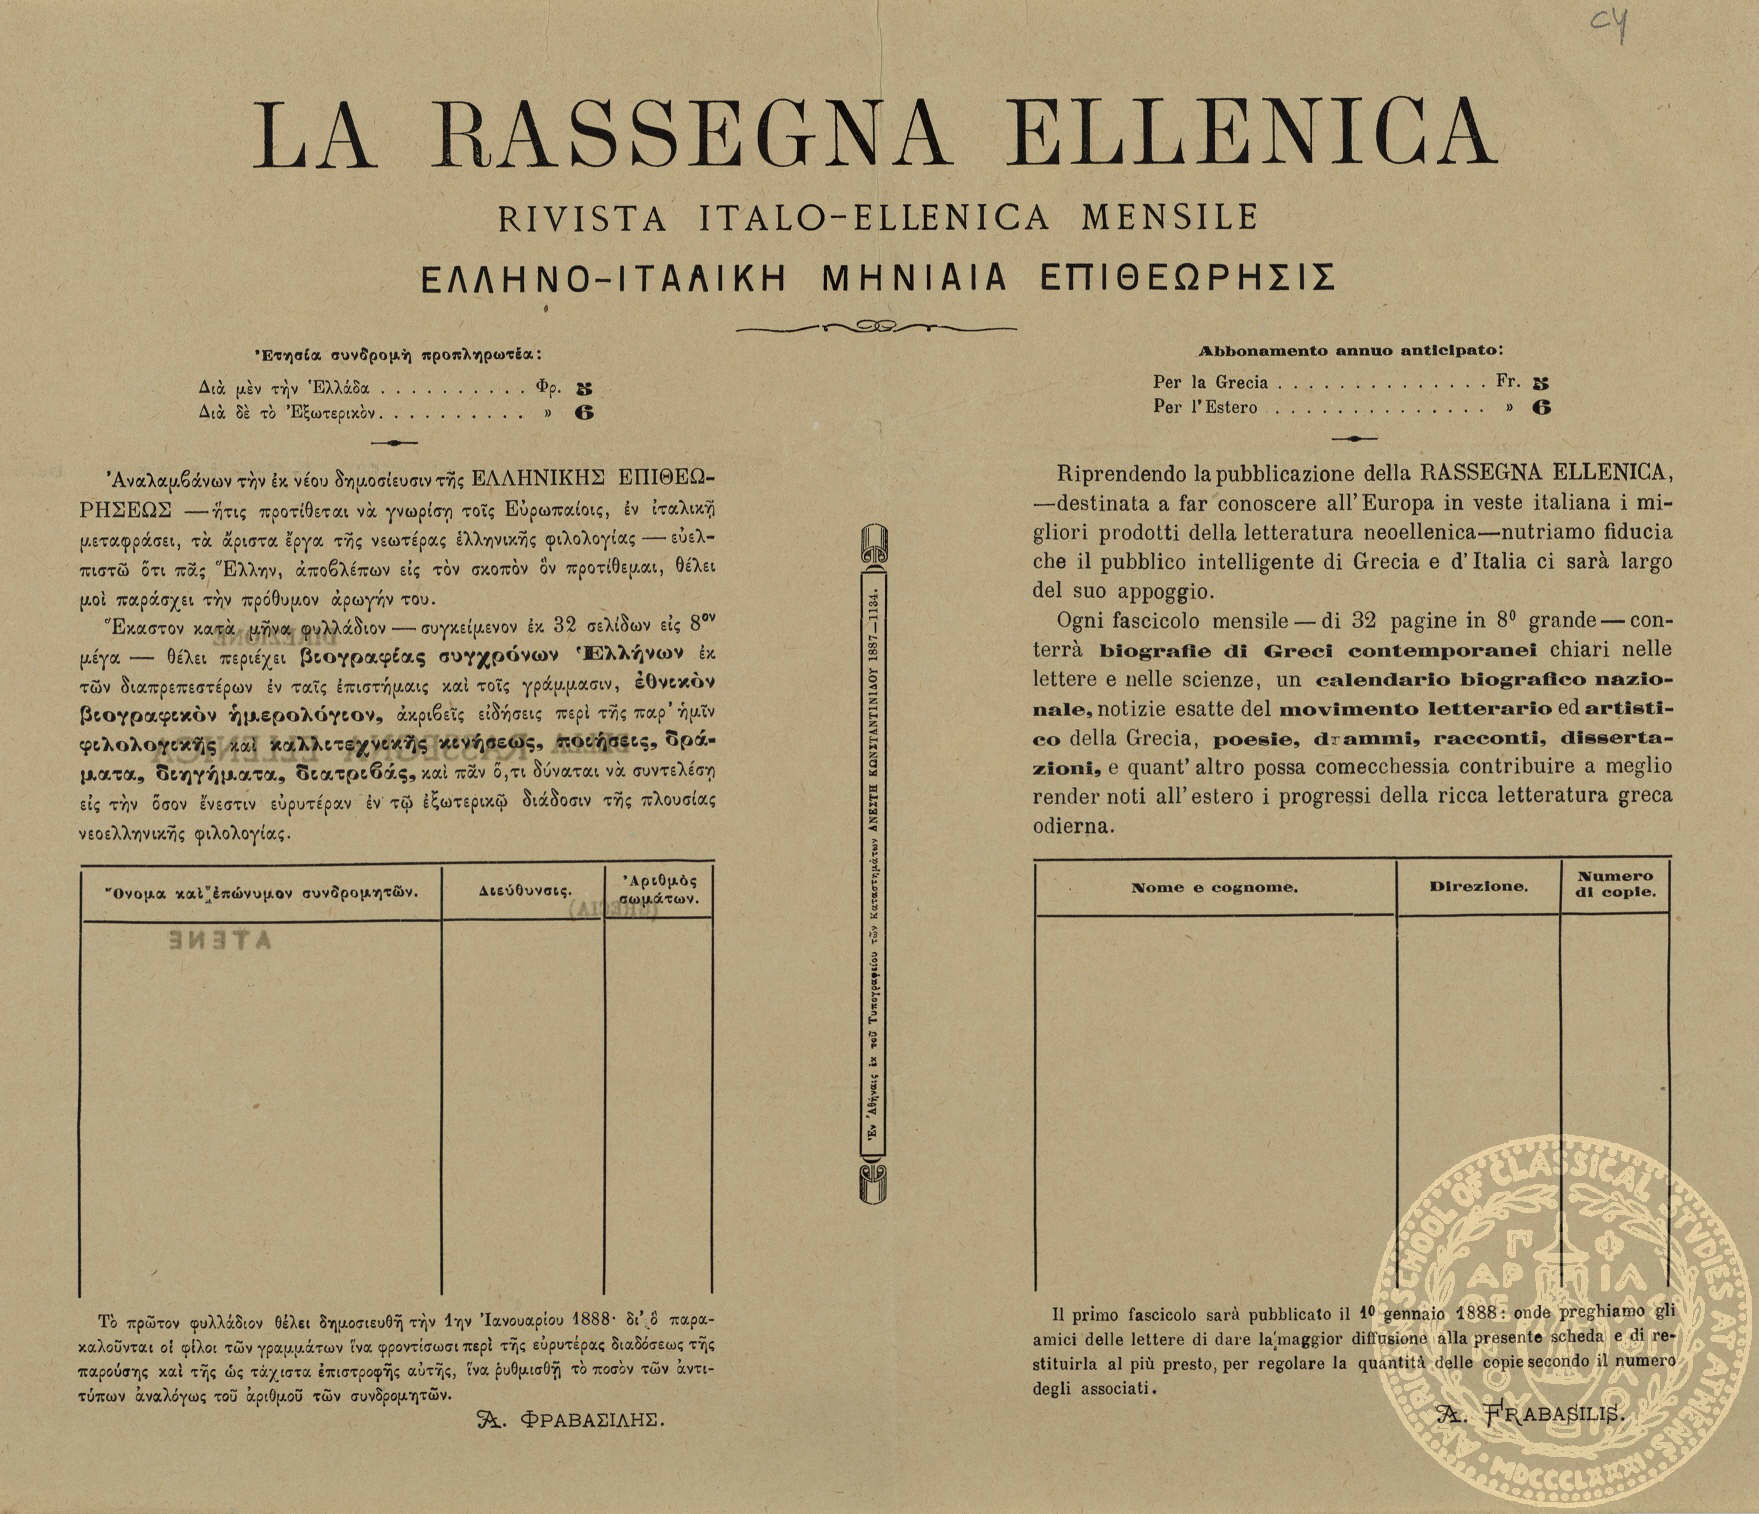 CY
LA RASSEGNA ELLENICA
RIVISTA ITALO-ELLENICA MENSILE
ΕΛΛΗΝΟ-ΙΤΑΛΙΚΗ ΜΗΝΙΑΙΑ ΕΠΙΘΕΩΡΗΣΙΣ
Ἐτησία συνδρομὴ προπληρωτέα:
Διὰ μὲν τὴν Ἑλλάδα . . . . . . . . . . Φρ. 5
Διὰ δὲ τὸ Ἐξωτερικὸν . . . . . . . . . . » 6
Ἀναλαμβάνων τὴν ἐκ νέου δημοσίευσιν τῆς ΕΛΛΗΝΙΚΗΣ ΕΠΙΘΕΩ-
ΡΗΣΕΩΣ — ἥτις προτίθεται νὰ γνωρίσῃ τοῖς Εὐρωπαίοις, ἐν ἰταλικῇ
μεταφράσει, τὰ ἄριστα ἔργα τῆς νεωτέρας ἑλληνικῆς φιλολογίας — εὐελ-
πιστῶ ὅτι πᾶς Ἕλλην, ἀποβλέπων εἰς τὸν σκοπὸν ὃν προτίθεμαι, θέλει
μοὶ παράσχει τὴν πρόθυμον ἀρωγήν του.
Ἕκαστον κατὰ μῆνα φυλλάδιον — συγκείμενον ἐκ 32 σελίδων εἰς 8ον
μέγα — θέλει περιέχει βιογραφίας συγχρόνων Ἑλλήνων ἐκ
τῶν διαπρεπεστέρων ἐν ταῖς ἐπιστήμαις καὶ τοῖς γράμμασιν, ἐθνικὸν
βιογραφικὸν ἡμερολόγιον, ἀκριβεῖς εἰδήσεις περὶ τῆς παρ' ἡμῖν
φιλολογικῆς καὶ καλλιτεχνικῆς κινήσεως, ποιήσεις, δρά-
ματα, διηγήματα, διατριβάς, καὶ πᾶν ὅ,τι δύναται νὰ συντελέσῃ
εἰς τὴν ὅσον ἔνεστιν εὐρυτέραν ἐν τῷ ἐξωτερικῷ διάδοσιν τῆς πλουσίας
νεοελληνικῆς φιλολογίας.
Ὄνομα καὶ ἐπώνυμον συνδρομητῶν.
Διεύθυνσις.
Ἀριθμὸς
σωμάτων.
Τὸ πρῶτον φυλλάδιον θέλει δημοσιευθῆ τὴν 1ην Ἰανουαρίου 1888· δι' ὃ παρα-
καλοῦνται οἱ φίλοι τῶν γραμμάτων ἵνα φροντίσωσι περὶ τῆς εὐρυτέρας διαδόσεως τῆς
παρούσης καὶ τῆς ὡς τάχιστα ἐπιστροφῆς αὐτῆς, ἵνα ῥυθμισθῇ τὸ ποσὸν τῶν ἀντι-
τύπων ἀναλόγως τοῦ ἀριθμοῦ τῶν συνδρομητῶν.
Α. ΦΡΑΒΑΣΙΛΗΣ.
Ἐν Ἀθήναις ἐκ τοῦ Τυπογραφείου τῶν Καταστημάτων ΑΝΕΣΤΗ ΚΩΝΣΤΑΝΤΙΝΙΔΟΥ 1887—1134.
Abbonamento annuo anticipato:
Per la Grecia . . . . . . . . . . . . . . Fr. 5
Per l'Estero . . . . . . . . . . . . . . » 6
Riprendendo la pubblicazione della RASSEGNA ELLENICA,
—destinata a far conoscere all'Europa in veste italiana i mi-
gliori prodotti della letteratura neoellenica—nutriamo fiducia
che il pubblico intelligente di Grecia e d'Italia ci sarà largo
del suo appoggio.
Ogni fascicolo mensile — di 32 pagine in 8º grande — con-
terrà biografie di Greci contemporanei chiari nelle
lettere e nelle scienze, un calendario biografico nazio-
nale, notizie esatte del movimento letterario ed artisti-
co della Grecia, poesie, drammi, racconti, disserta-
zioni, e quant' altro possa comecchessia contribuire a meglio
render noti all'estero i progressi della ricca letteratura greca
odierna.
Nome e cognome.
Direzione.
Numero
di copie.
Il primo fascicolo sarà pubblicato il 1º gennaio 1888: onde preghiamo gli
amici delle lettere di dare la maggior diffusione alla presente scheda e di re-
stituirla al più presto, per regolare la quantità delle copie secondo il numero
degli associati.
A. FRABASILIS.
AMERICAN SCHOOL OF CLASSICAL STUDIES AT ATHENS
MDCCCLXXXI